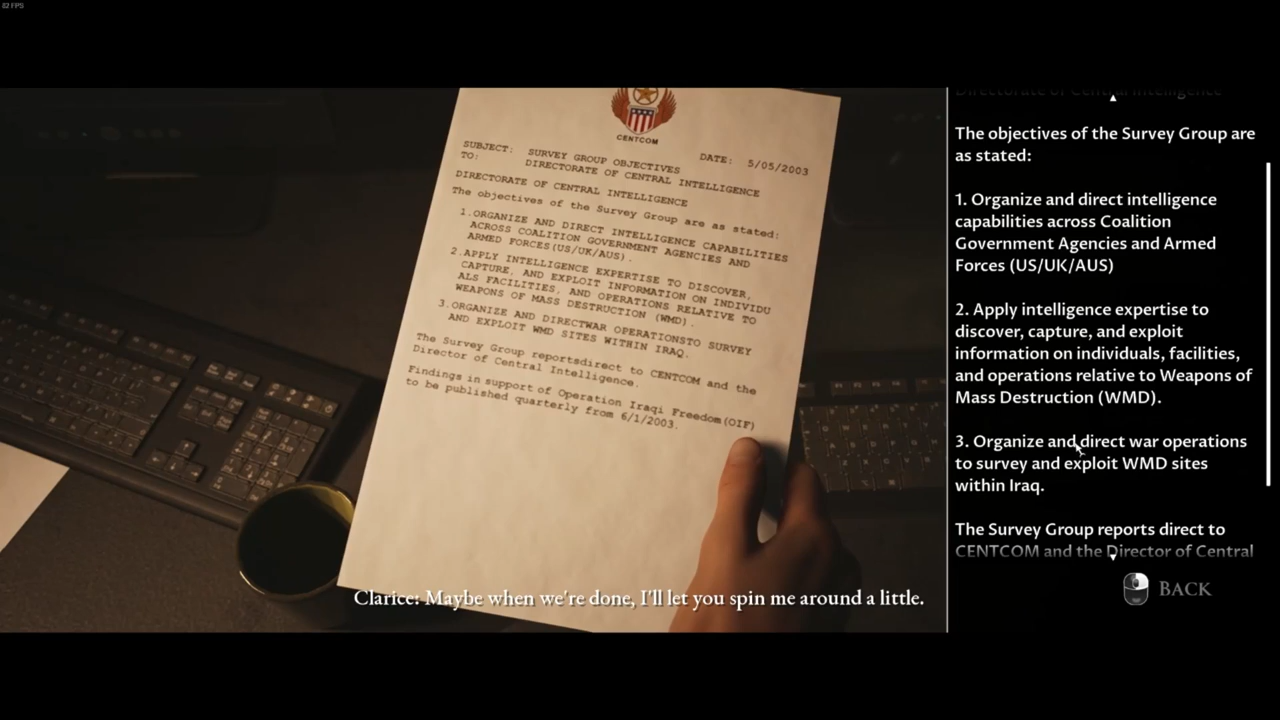 82 FPS
CENTCOM
SUBJECT: SURVEY GROUP OBJECTIVES DATE: 5/05/2003
TO: DIRECTORATE OF CENTRAL INTELLIGENCE
DIRECTORATE OF CENTRAL INTELLIGENCE
The objectives of the Survey Group are as stated:
1.ORGANIZE AND DIRECT INTELLIGENCE CAPABILITIES
ACROSS COALITION GOVERNMENT AGENCIES AND
ARMED FORCES(US/UK/AUS).
2.APPLY INTELLIGENCE EXPERTISE TO DISCOVER,
CAPTURE, AND EXPLOIT INFORMATION ON INDIVIDU
ALS FACILITIES, AND OPERATIONS RELATIVE TO
WEAPONS OF MASS DESTRUCTION (WMD).
3.ORGANIZE AND DIRECTWAR OPERATIONSTO SURVEY
AND EXPLOIT WMD SITES WITHIN IRAQ.
The Survey Group reportsdirect to CENTCOM and the
Director of Central Intelligence.
Findings in support of Operation Iraqi Freedom(OIF)
to be published quarterly from 6/1/2003.
Clarice: Maybe when we're done, I'll let you spin me around a little.
Directorate of Central Intelligence
The objectives of the Survey Group are
as stated:
1. Organize and direct intelligence
capabilities across Coalition
Government Agencies and Armed
Forces (US/UK/AUS)
2. Apply intelligence expertise to
discover, capture, and exploit
information on individuals, facilities,
and operations relative to Weapons of
Mass Destruction (WMD).
3. Organize and direct war operations
to survey and exploit WMD sites
within Iraq.
The Survey Group reports direct to
CENTCOM and the Director of Central
BACK